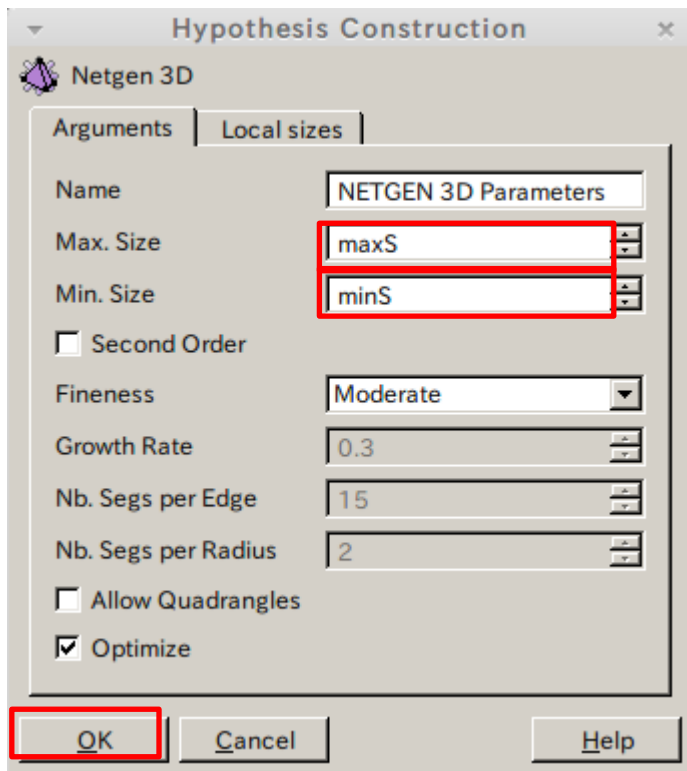 Hypothesis Construction
Netgen 3D
Arguments Local sizes
Name NETGEN 3D Parameters
Max. Size maxS
Min. Size minS
Second Order
Fineness Moderate
Growth Rate 0.3
Nb. Segs per Edge 15
Nb. Segs per Radius 2
Allow Quadrangles
Optimize
OK Cancel Help